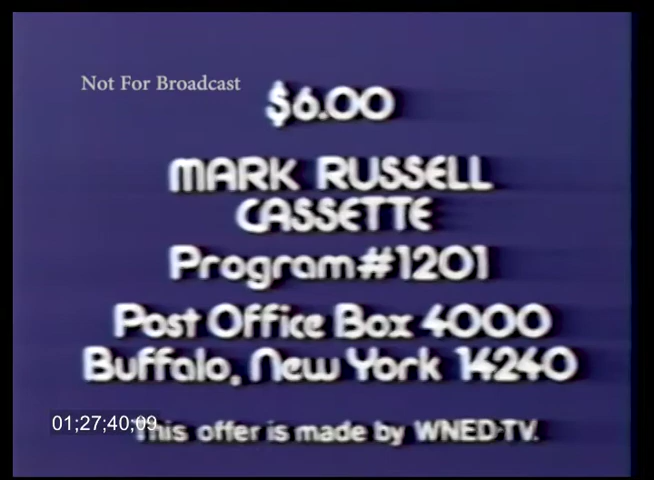 Not For Broadcast
$6.00
MARK RUSSELL
CASSETTE
Program #1201
Post Office Box 4000
Buffalo, New York 14240
01;27;40;09
This offer is made by WNED-TV.